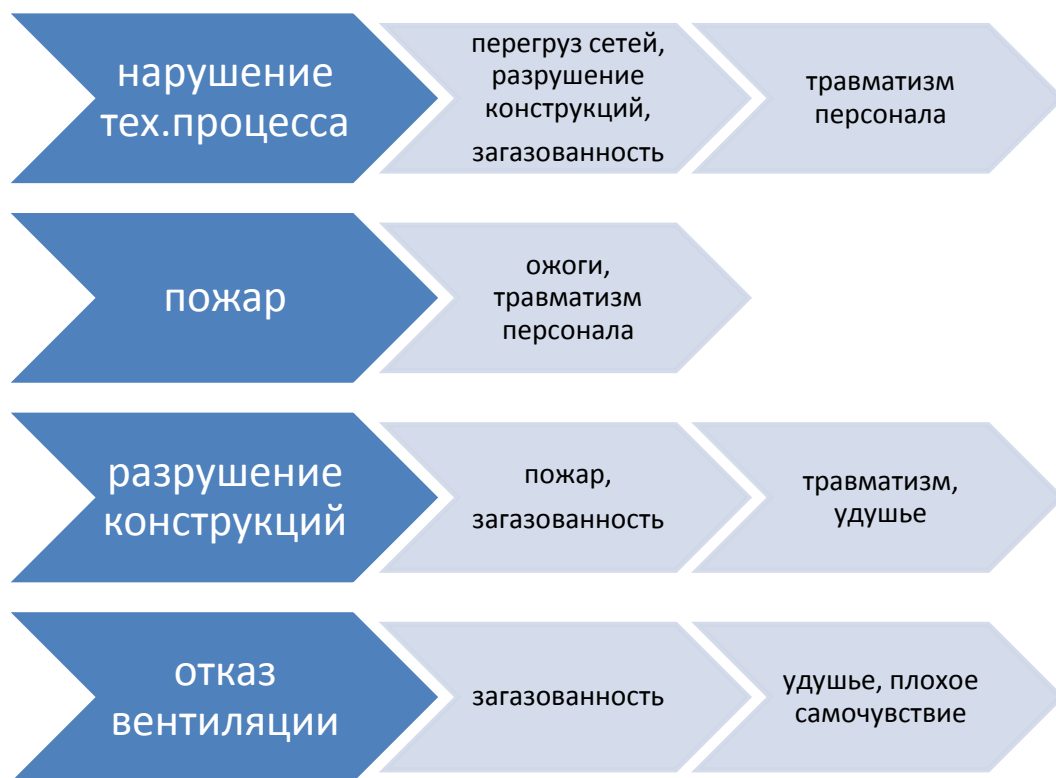 нарушение
тех.процесса
перегруз сетей,
разрушение
конструкций,
загазованность
травматизм
персонала
пожар
ожоги,
травматизм
персонала
разрушение
конструкций
пожар,
загазованность
травматизм,
удушье
отказ
вентиляции
загазованность
удушье, плохое
самочувствие